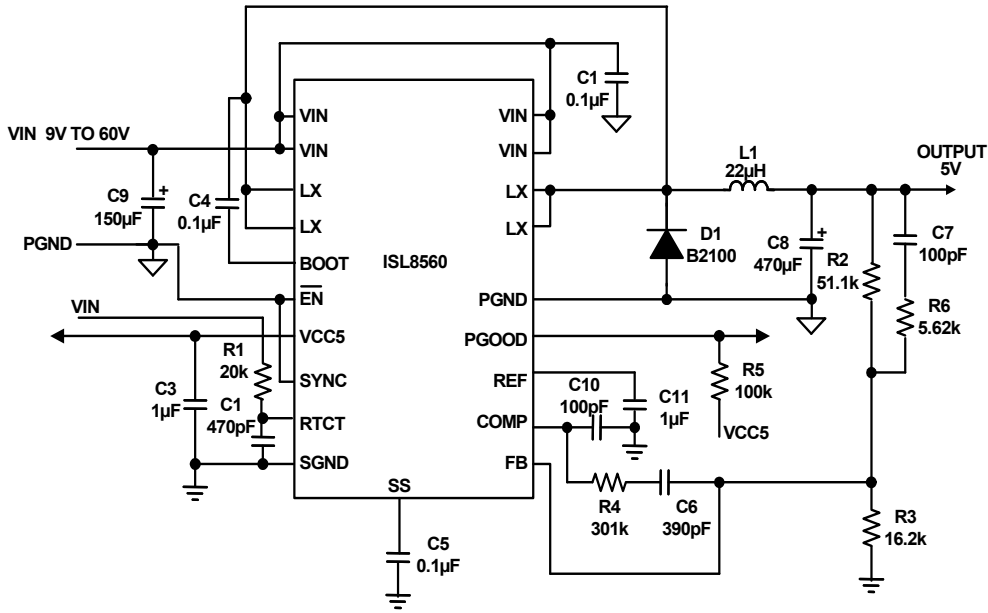 C1
0.1µF
VIN 9V TO 60V
VIN
VIN
VIN
VIN
L1
22µH
OUTPUT
5V
C9
150µF
+
C4
0.1µF
LX
LX
LX
LX
D1
B2100
C8
470µF
+
R2
51.1k
C7
100pF
PGND
BOOT
ISL8560
EN
PGND
R6
5.62k
VIN
VCC5
PGOOD
R1
20k
SYNC
REF
R5
100k
C3
1µF
C1
470pF
RTCT
C10
100pF
C11
1µF
COMP
VCC5
SGND
FB
SS
R4
301k
C6
390pF
R3
16.2k
C5
0.1µF